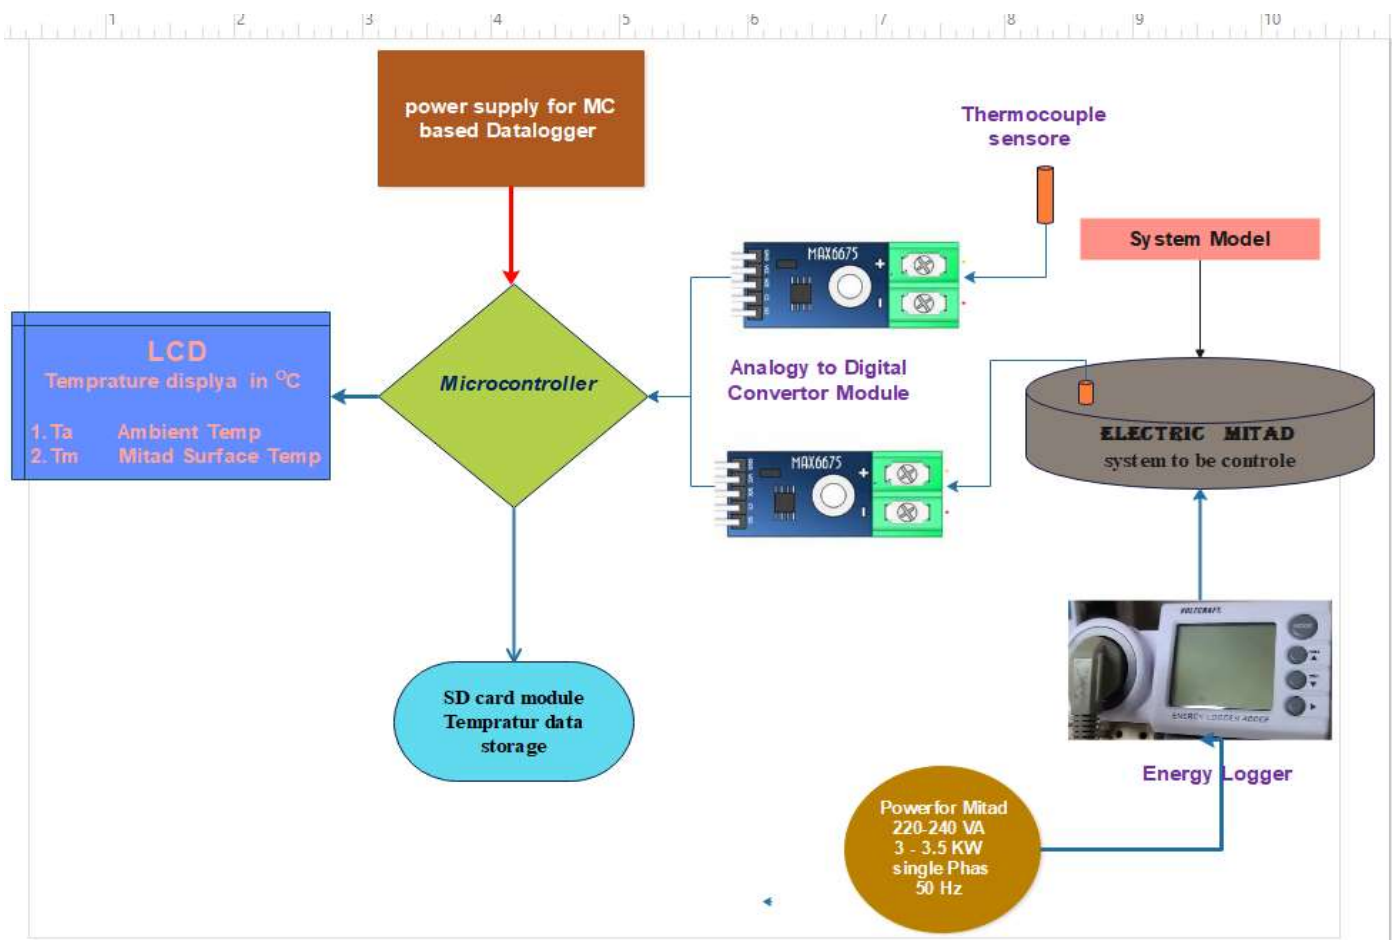 1 2 3 4 5 6 7 8 9 10
power supply for MC
based Datalogger
Thermocouple
sensore
System Model
MAX6675
LCD
Temprature displya in °C
1. Ta Ambient Temp
2. Tm Mitad Surface Temp
Microcontroller
Analogy to Digital
Convertor Module
ELECTRIC MITAD
system to be controle
MAX6675
VOLTCRAFT
SD card module
Tempratur data
storage
ENERGY LOGGER
Energy Logger
Powerfor Mitad
220-240 VA
3 - 3.5 KW
single Phas
50 Hz